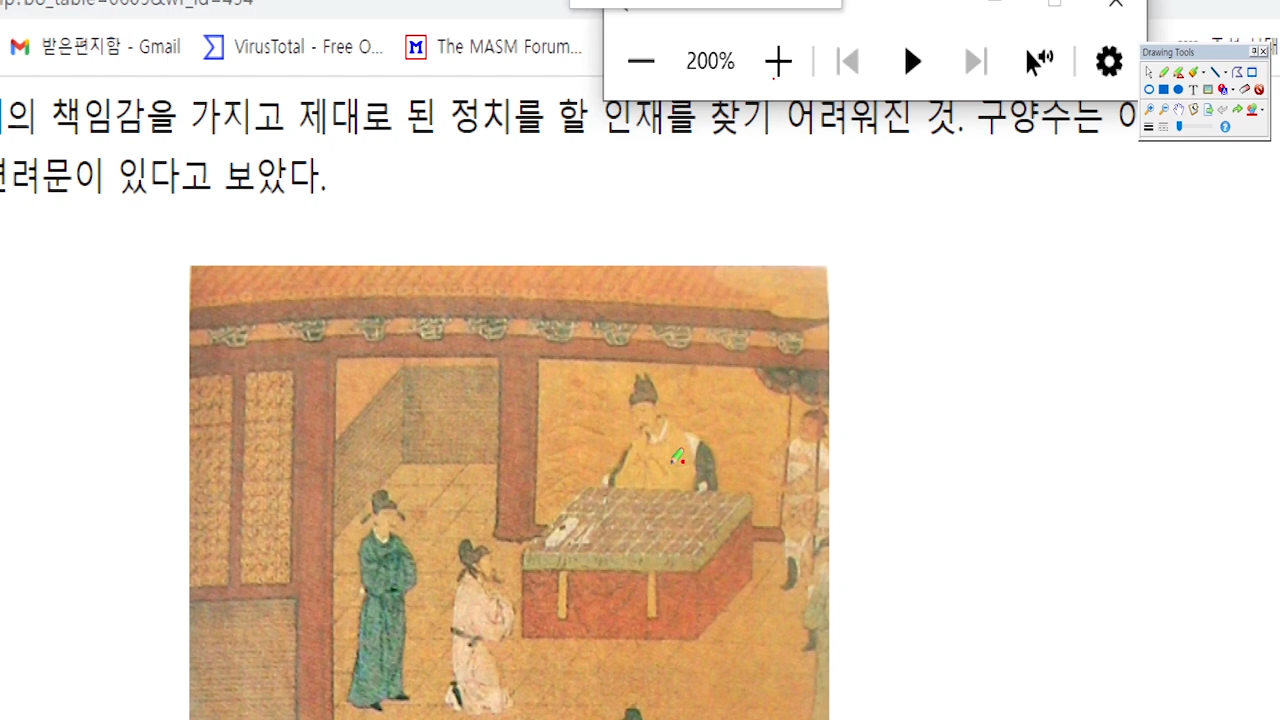 받은편지함 - Gmail
VirusTotal - Free O...
The MASM Forum...
200%
Drawing Tools
의 책임감을 가지고 제대로 된 정치를 할 인재를 찾기 어려워진 것. 구양수는 이
변려문이 있다고 보았다.